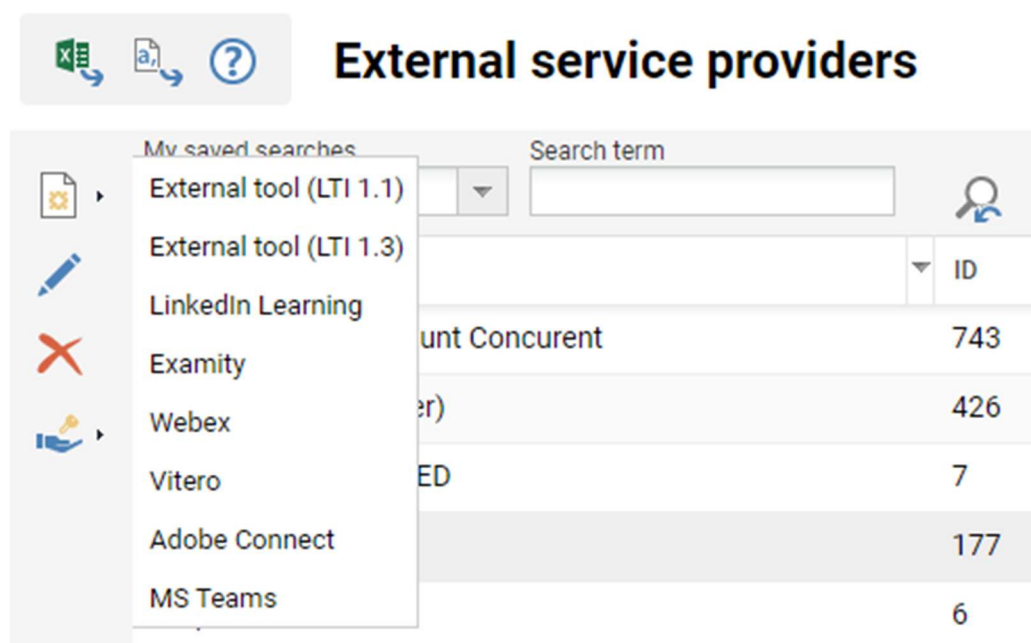 External service providers
My saved searches
Search term
External tool (LTI 1.1)
External tool (LTI 1.3)
ID
LinkedIn Learning
unt Concurent
743
Examity
er)
426
Webex
Vitero
ED
7
Adobe Connect
177
MS Teams
6